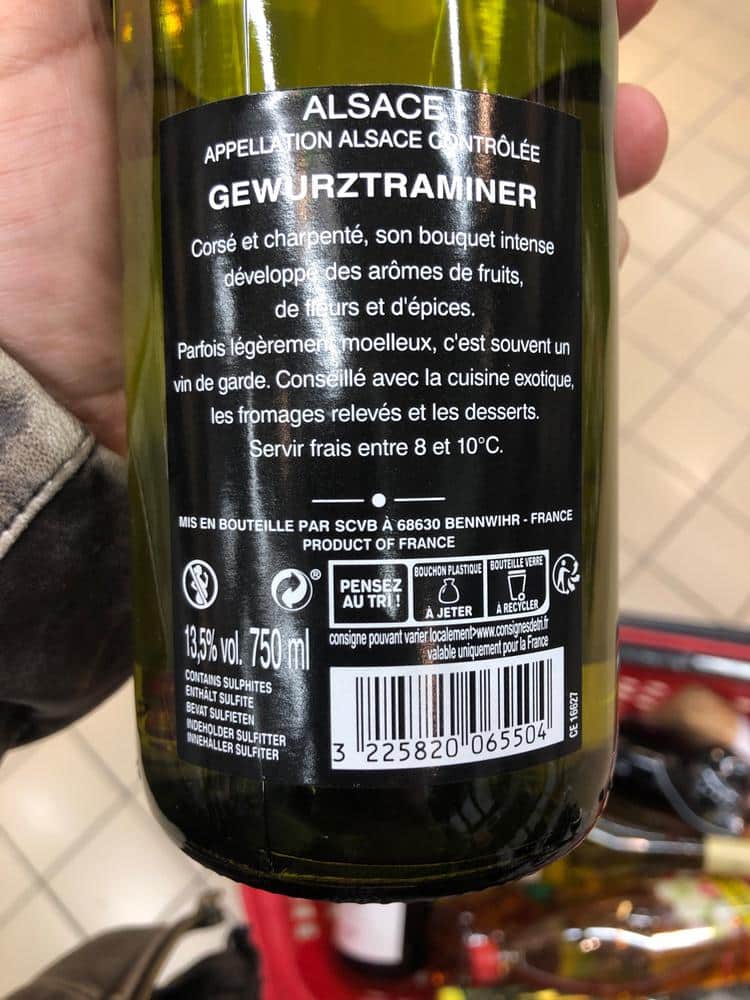 ALSACE
APPELLATION ALSACE CONTRÔLÉE
GEWURZTRAMINER
Corsé et charpenté, son bouquet intense
développe des arômes de fruits,
de fleurs et d'épices.
Parfois légèrement moelleux, c'est souvent un
vin de garde. Conseillé avec la cuisine exotique,
les fromages relevés et les desserts.
Servir frais entre 8 et 10°C.
MIS EN BOUTEILLE PAR SCVB À 68630 BENNWIHR - FRANCE
PRODUCT OF FRANCE
®
PENSEZ
AU TRI !
BOUCHON PLASTIQUE
À JETER
BOUTEILLE VERRE
À RECYCLER
consigne pouvant varier localement>www.consignesdetri.fr
valable uniquement pour la France
13,5% vol. 750 ml
CONTAINS SULPHITES
ENTHÄLT SULFITE
BEVAT SULFIETEN
INDEHOLDER SULFITTER
INNEHÅLLER SULFITER
3 225820 065504
CE 16627